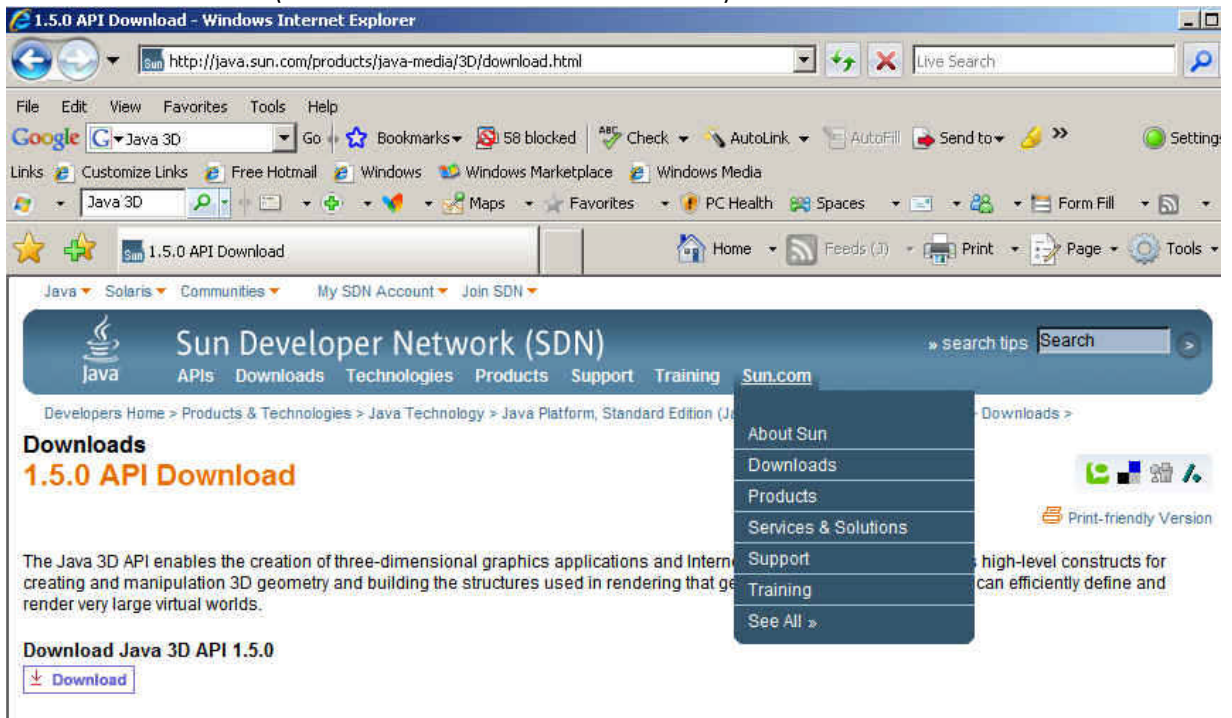 1.5.0 API Download - Windows Internet Explorer
Sun http://java.sun.com/products/java-media/3D/download.html Live Search
File Edit View Favorites Tools Help
Google G Java 3D Go Bookmarks 58 blocked ABC Check AutoLink AutoFill Send to » Settings
Links Customize Links Free Hotmail Windows Windows Marketplace Windows Media
Java 3D Maps Favorites PC Health Spaces Form Fill
Sun 1.5.0 API Download Home Feeds (J) Print Page Tools
Java Solaris Communities My SDN Account Join SDN
Java Sun Developer Network (SDN) » search tips Search
APIs Downloads Technologies Products Support Training Sun.com
Developers Home > Products & Technologies > Java Technology > Java Platform, Standard Edition (Ja Downloads >
About Sun
Downloads
Products
Services & Solutions
Support
Training
See All »
Downloads
1.5.0 API Download
Print-friendly Version
The Java 3D API enables the creation of three-dimensional graphics applications and Intern high-level constructs for
creating and manipulation 3D geometry and building the structures used in rendering that ge can efficiently define and
render very large virtual worlds.
Download Java 3D API 1.5.0
Download